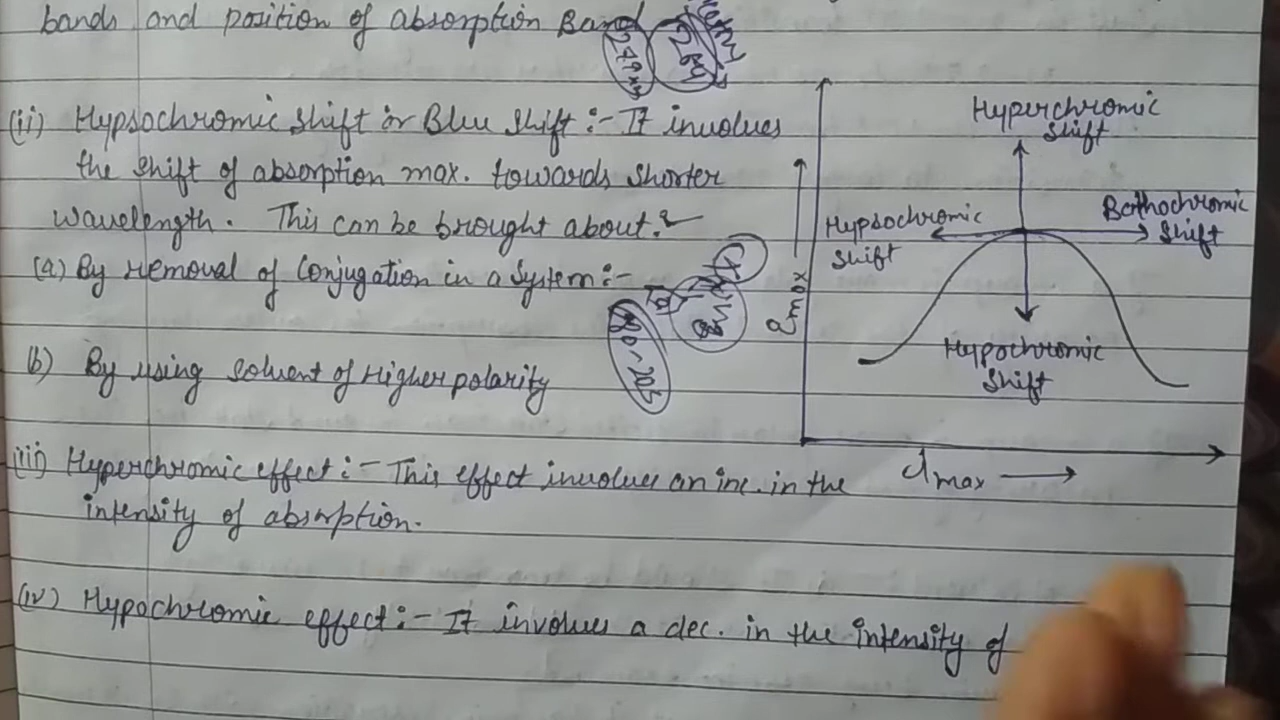 bands and position of absorption Band
(ii) Hypsochromic shift or Blue shift :- It involves
the shift of absorption max. towards shorter
wavelength. This can be brought about :-
(a) By removal of Conjugation in a System :-
b) By using solvent of Higher polarity
(iii) Hyperchromic effect :- This effect involves an inc. in the
intensity of absorption.
(iv) Hypochromic effect :- It involves a dec. in the intensity of
Hyperchromic
shift
Hypsochromic
shift
Bathochromic
shift
Hypochromic
shift
εmax
λmax